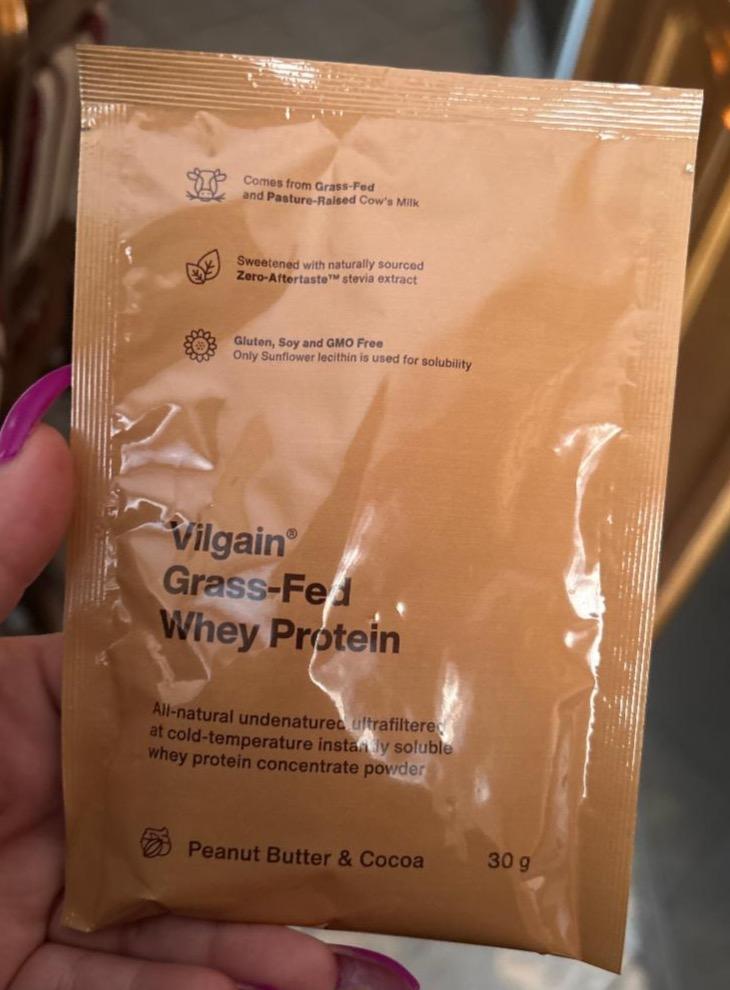 Comes from Grass-Fed
and Pasture-Raised Cow's Milk
Sweetened with naturally sourced
Zero-Aftertaste™ stevia extract
Gluten, Soy and GMO Free
Only Sunflower lecithin is used for solubility
Vilgain®
Grass-Fed
Whey Protein
All-natural undenatured ultrafiltered
at cold-temperature instantly soluble
whey protein concentrate powder
Peanut Butter & Cocoa 30 g